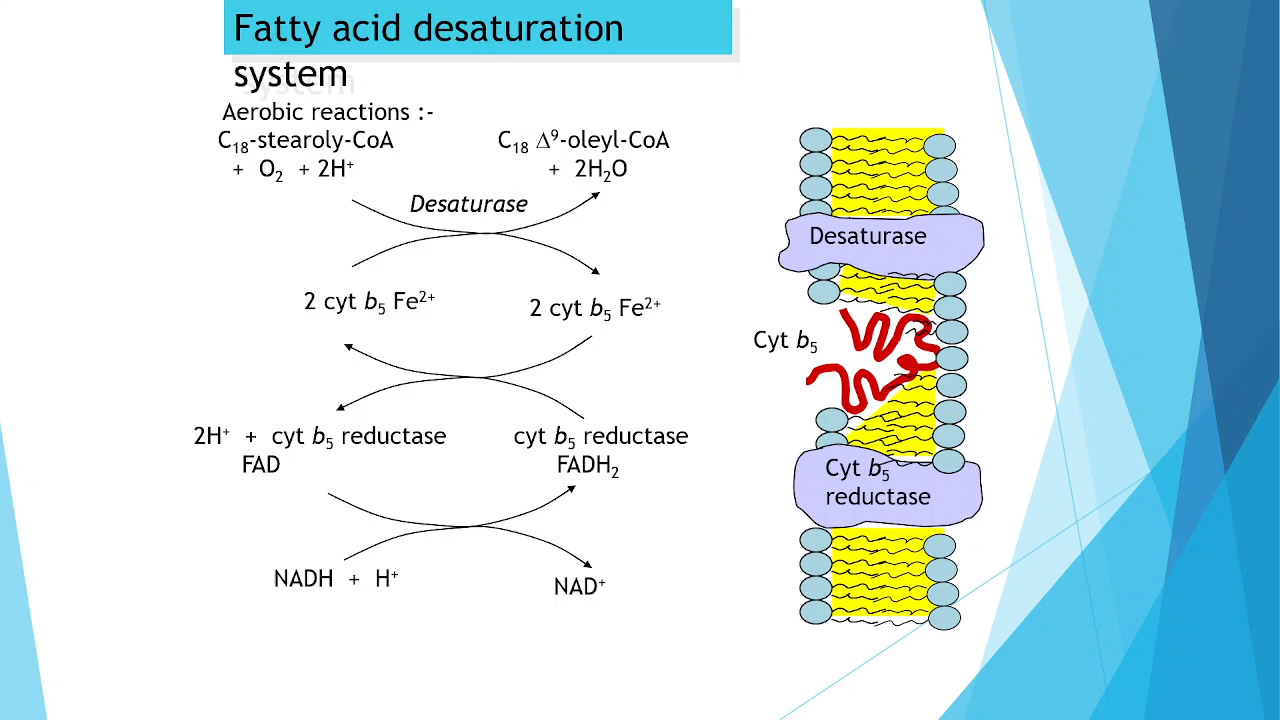 Fatty acid desaturation
system
Aerobic reactions :-
C₁₈-stearoly-CoA
+ O₂ + 2H⁺
C₁₈ Δ⁹-oleyl-CoA
+ 2H₂O
Desaturase
2 cyt b₅ Fe²⁺
2 cyt b₅ Fe²⁺
2H⁺ + cyt b₅ reductase
FAD
cyt b₅ reductase
FADH₂
NADH + H⁺
NAD⁺
Desaturase
Cyt b₅
Cyt b₅
reductase